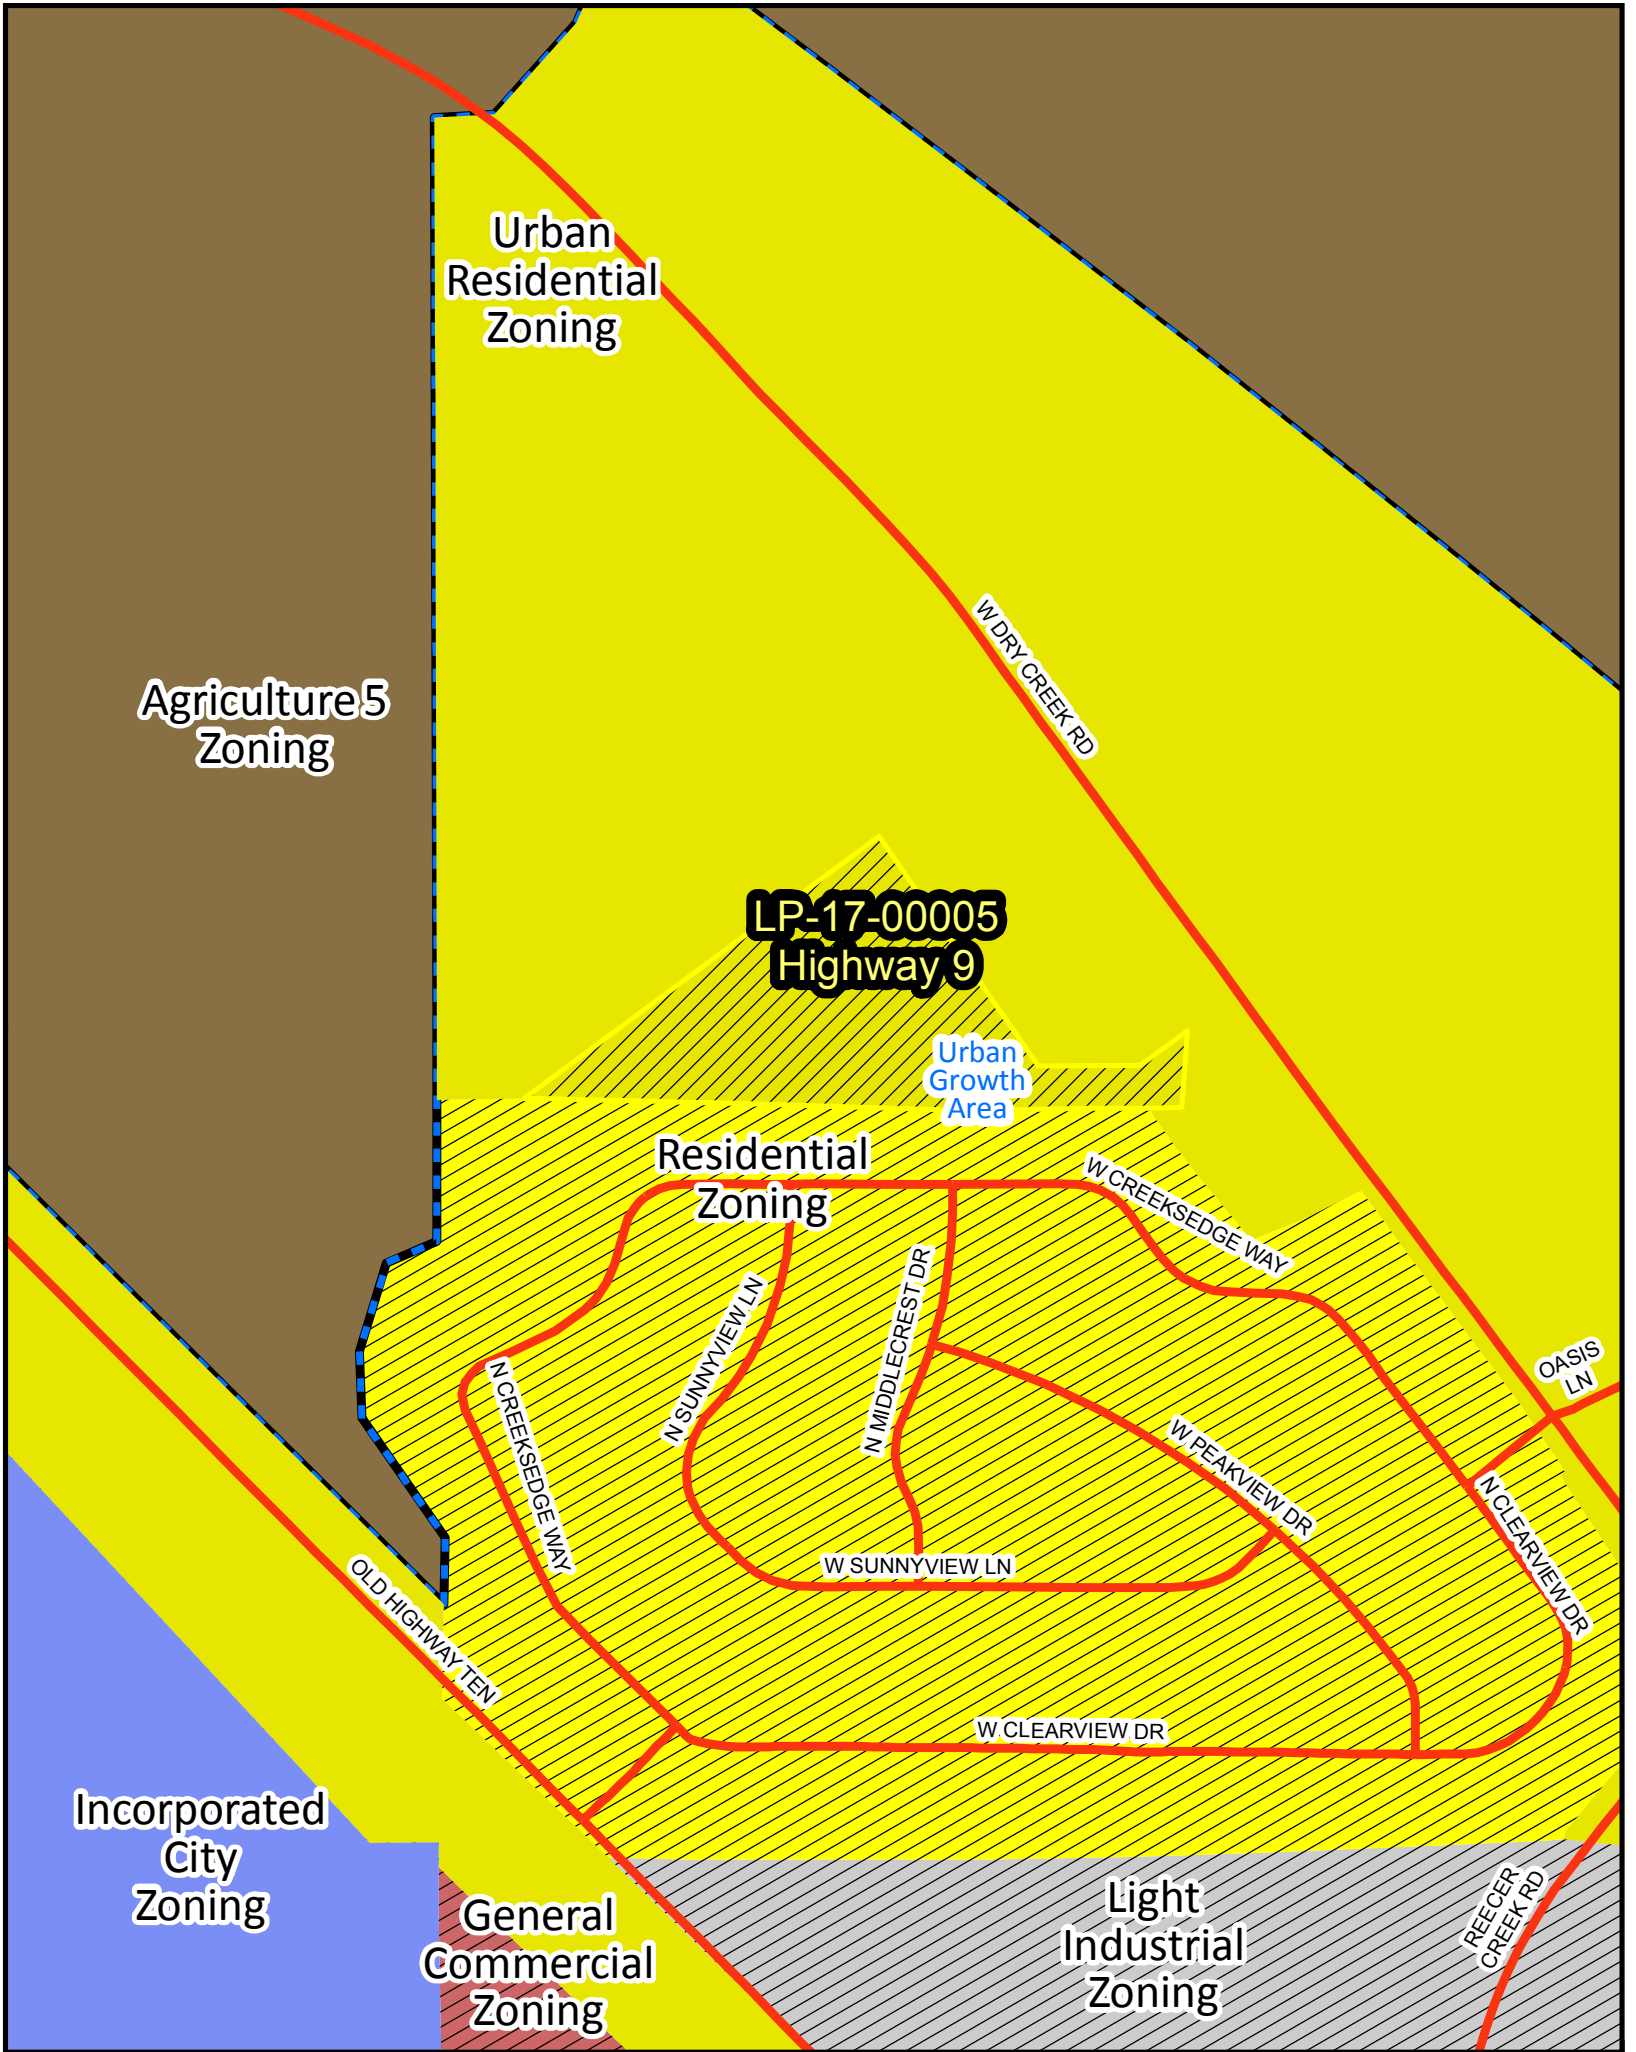 Urban
Residential
Zoning
W DRY CREEK RD
Agriculture 5
Zoning
LP-17-00005
Highway 9
Urban
Growth
Area
Residential
Zoning
W CREEKSEDGE WAY
N SUNNYVIEW LN
N MIDDLECREST DR
OASIS
LN
N CREEKSEDGE WAY
W PEAKVIEW DR
N CLEARVIEW DR
W SUNNYVIEW LN
OLD HIGHWAY TEN
W CLEARVIEW DR
Incorporated
City
Zoning
General
Commercial
Zoning
Light
Industrial
Zoning
REECER
CREEK RD